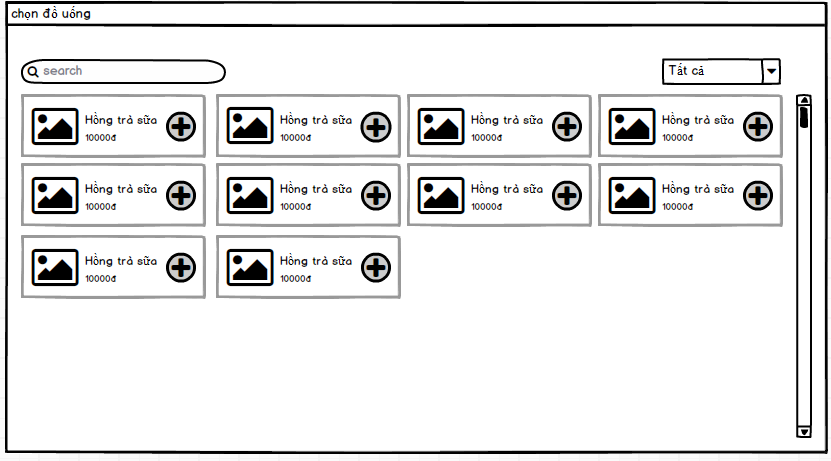 chọn đồ uống
search
Tất cả
Hồng trà sữa
10000đ
Hồng trà sữa
10000đ
Hồng trà sữa
10000đ
Hồng trà sữa
10000đ
Hồng trà sữa
10000đ
Hồng trà sữa
10000đ
Hồng trà sữa
10000đ
Hồng trà sữa
10000đ
Hồng trà sữa
10000đ
Hồng trà sữa
10000đ